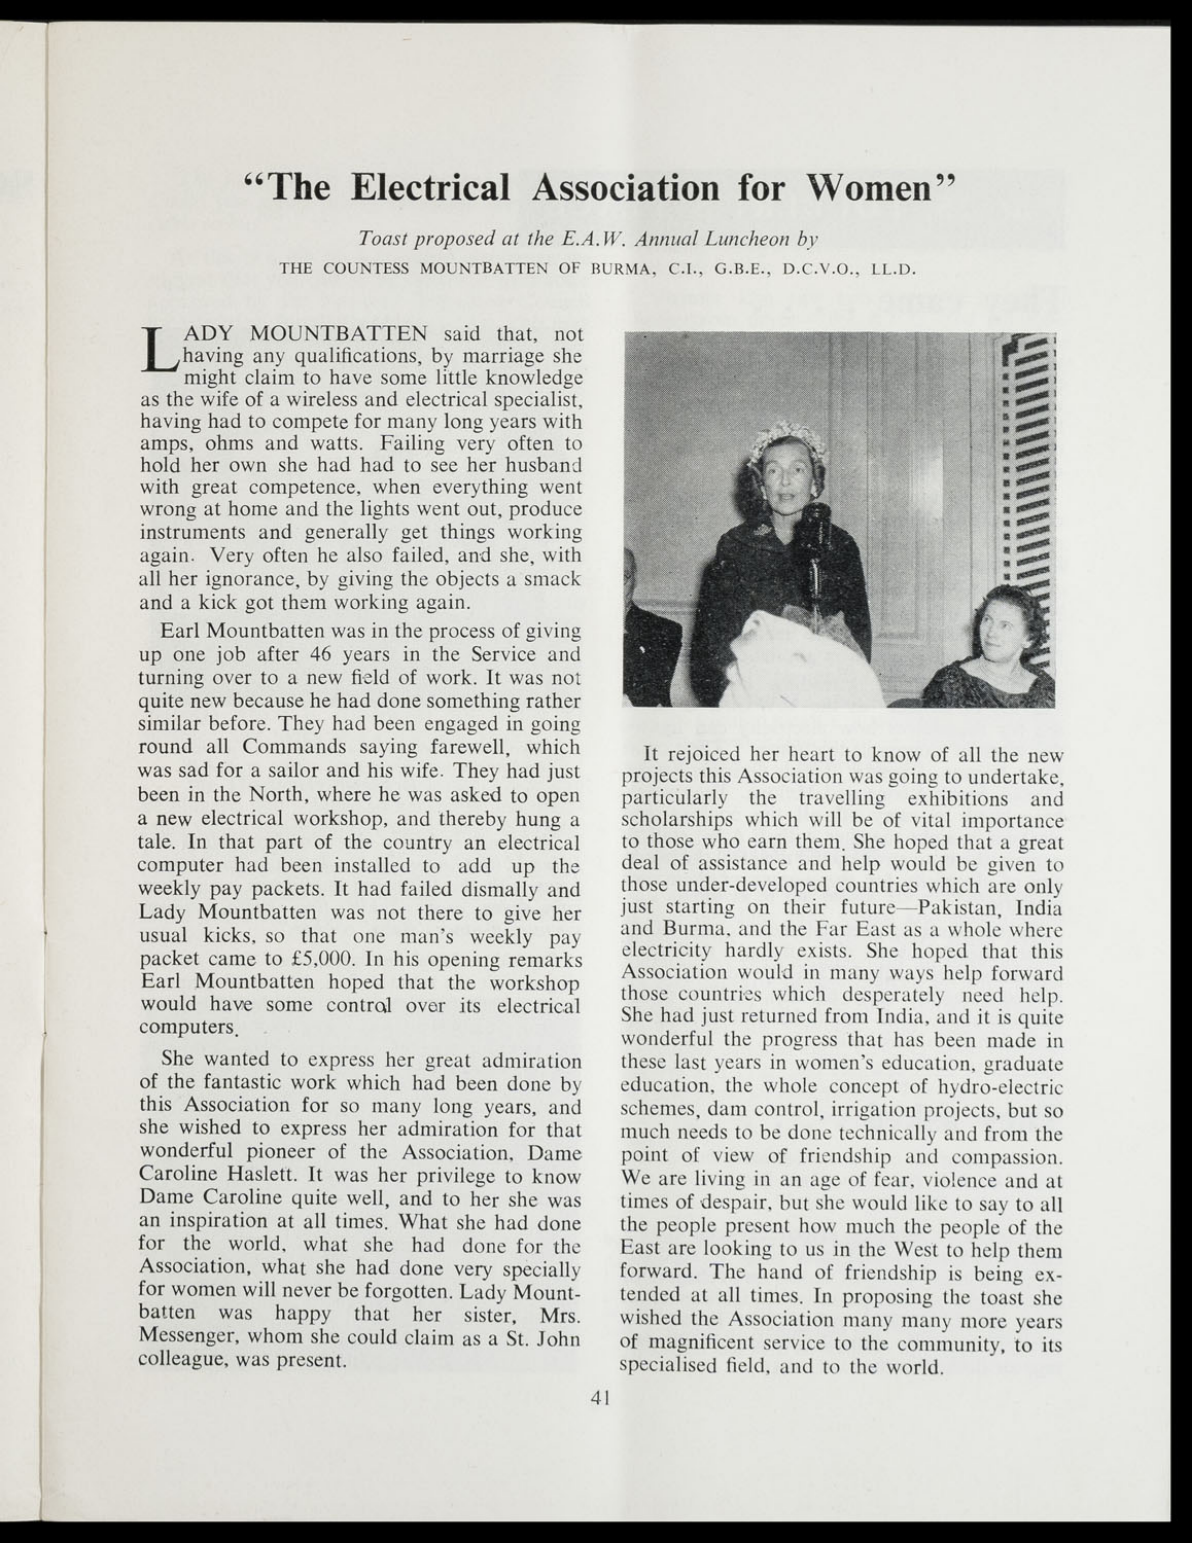 “The Electrical Association for Women”
Toast proposed at the E.A.W. Annual Luncheon by
THE COUNTESS MOUNTBATTEN OF BURMA, C.I., G.B.E., D.C.V.O., LL.D.
LADY MOUNTBATTEN said that, not
having any qualifications, by marriage she
might claim to have some little knowledge
as the wife of a wireless and electrical specialist,
having had to compete for many long years with
amps, ohms and watts. Failing very often to
hold her own she had had to see her husband
with great competence, when everything went
wrong at home and the lights went out, produce
instruments and generally get things working
again. Very often he also failed, and she, with
all her ignorance, by giving the objects a smack
and a kick got them working again.
Earl Mountbatten was in the process of giving
up one job after 46 years in the Service and
turning over to a new field of work. It was not
quite new because he had done something rather
similar before. They had been engaged in going
round all Commands saying farewell, which
was sad for a sailor and his wife. They had just
been in the North, where he was asked to open
a new electrical workshop, and thereby hung a
tale. In that part of the country an electrical
computer had been installed to add up the
weekly pay packets. It had failed dismally and
Lady Mountbatten was not there to give her
usual kicks, so that one man's weekly pay
packet came to £5,000. In his opening remarks
Earl Mountbatten hoped that the workshop
would have some control over its electrical
computers.
She wanted to express her great admiration
of the fantastic work which had been done by
this Association for so many long years, and
she wished to express her admiration for that
wonderful pioneer of the Association, Dame
Caroline Haslett. It was her privilege to know
Dame Caroline quite well, and to her she was
an inspiration at all times. What she had done
for the world, what she had done for the
Association, what she had done very specially
for women will never be forgotten. Lady Mount-
batten was happy that her sister, Mrs.
Messenger, whom she could claim as a St. John
colleague, was present.
It rejoiced her heart to know of all the new
projects this Association was going to undertake,
particularly the travelling exhibitions and
scholarships which will be of vital importance
to those who earn them. She hoped that a great
deal of assistance and help would be given to
those under-developed countries which are only
just starting on their future—Pakistan, India
and Burma, and the Far East as a whole where
electricity hardly exists. She hoped that this
Association would in many ways help forward
those countries which desperately need help.
She had just returned from India, and it is quite
wonderful the progress that has been made in
these last years in women's education, graduate
education, the whole concept of hydro-electric
schemes, dam control, irrigation projects, but so
much needs to be done technically and from the
point of view of friendship and compassion.
We are living in an age of fear, violence and at
times of despair, but she would like to say to all
the people present how much the people of the
East are looking to us in the West to help them
forward. The hand of friendship is being ex-
tended at all times. In proposing the toast she
wished the Association many many more years
of magnificent service to the community, to its
specialised field, and to the world.
41